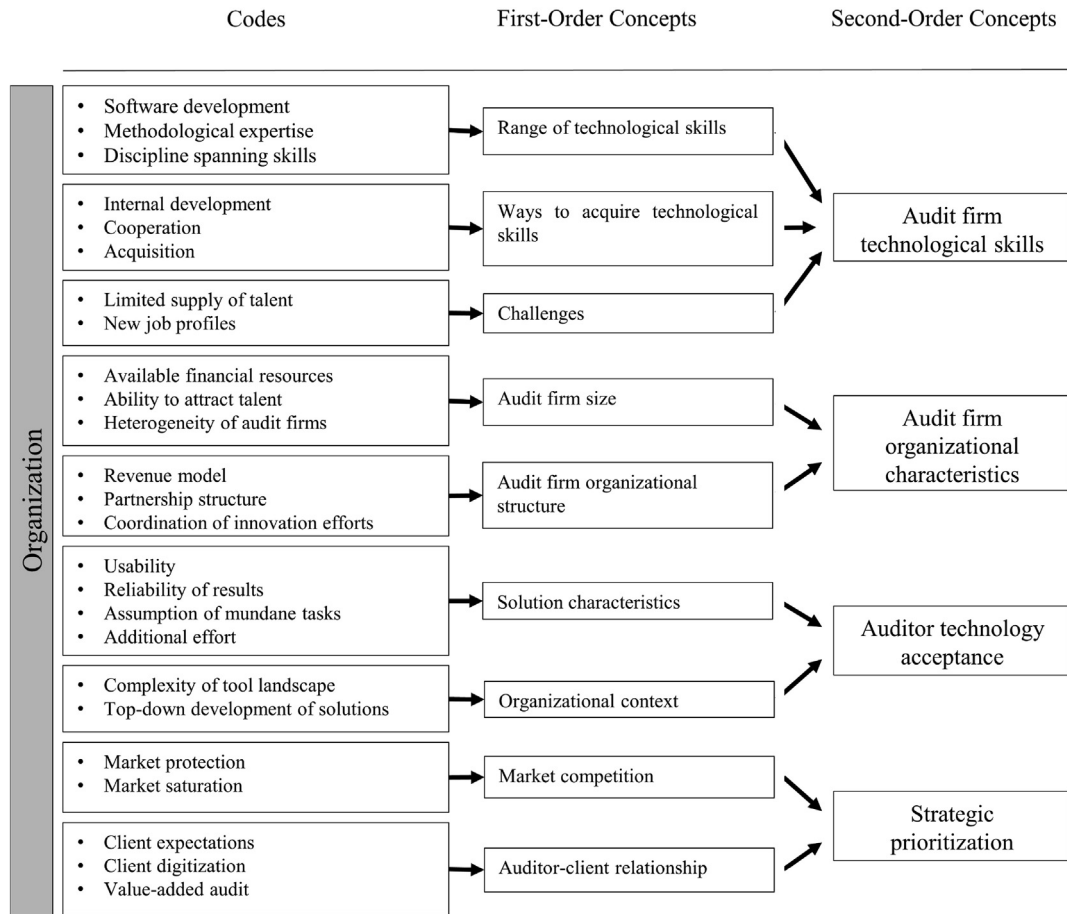 Codes
First-Order Concepts
Second-Order Concepts
Organization
• Software development
• Methodological expertise
• Discipline spanning skills
Range of technological skills
• Internal development
• Cooperation
• Acquisition
Ways to acquire technological
skills
• Limited supply of talent
• New job profiles
Challenges
Audit firm
technological skills
• Available financial resources
• Ability to attract talent
• Heterogeneity of audit firms
Audit firm size
• Revenue model
• Partnership structure
• Coordination of innovation efforts
Audit firm organizational
structure
Audit firm
organizational
characteristics
• Usability
• Reliability of results
• Assumption of mundane tasks
• Additional effort
Solution characteristics
• Complexity of tool landscape
• Top-down development of solutions
Organizational context
Auditor technology
acceptance
• Market protection
• Market saturation
Market competition
• Client expectations
• Client digitization
• Value-added audit
Auditor-client relationship
Strategic
prioritization